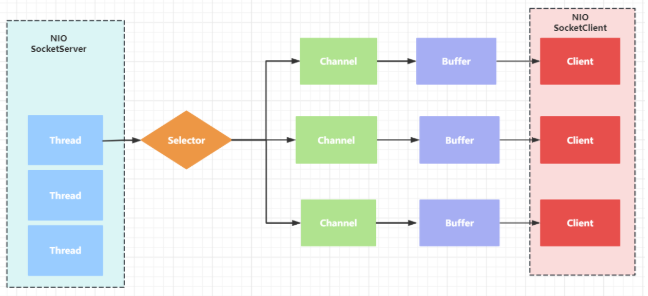 NIO
SocketServer
NIO
SocketClient
Channel
Buffer
Client
Thread
Selector
Channel
Buffer
Client
Thread
Channel
Buffer
Client
Thread